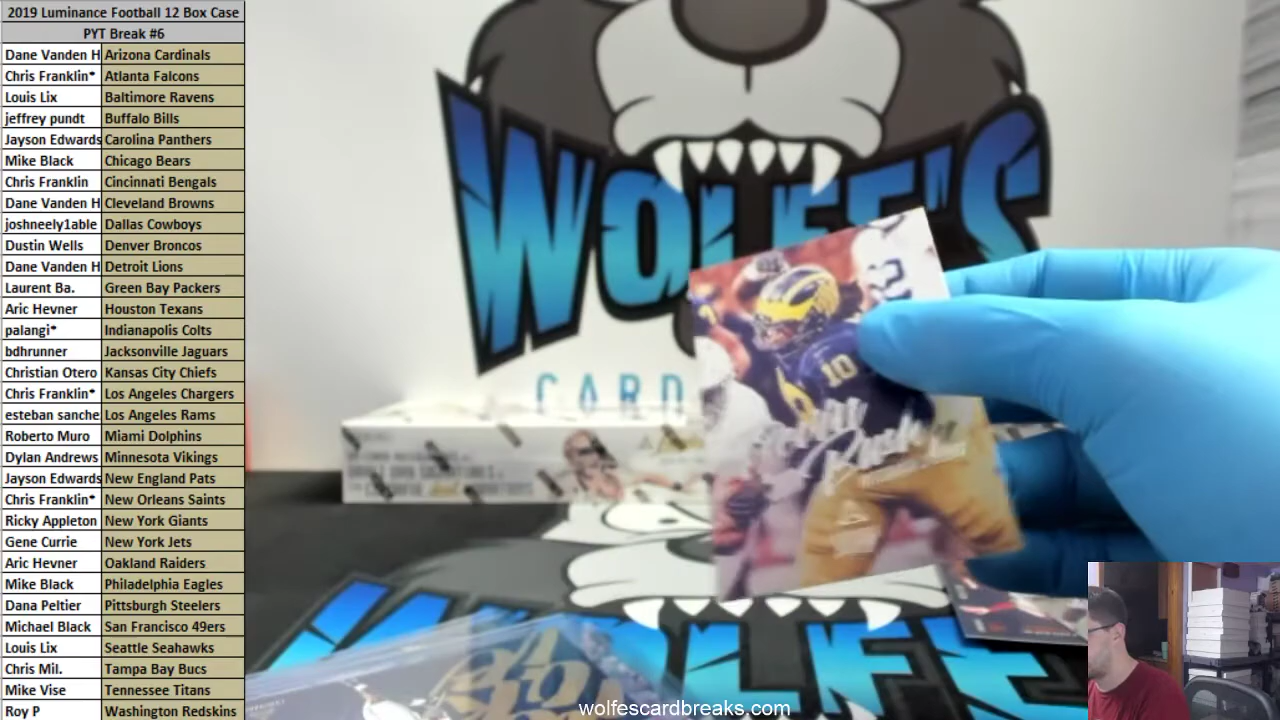 2019 Luminance Football 12 Box Case
PYT Break #6
Dane Vanden H Arizona Cardinals
Chris Franklin* Atlanta Falcons
Louis Lix Baltimore Ravens
jeffrey pundt Buffalo Bills
Jayson Edwards Carolina Panthers
Mike Black Chicago Bears
Chris Franklin Cincinnati Bengals
Dane Vanden H Cleveland Browns
joshneely1able Dallas Cowboys
Dustin Wells Denver Broncos
Dane Vanden H Detroit Lions
Laurent Ba. Green Bay Packers
Aric Hevner Houston Texans
palangi* Indianapolis Colts
bdhrunner Jacksonville Jaguars
Christian Otero Kansas City Chiefs
Chris Franklin* Los Angeles Chargers
esteban sanche Los Angeles Rams
Roberto Muro Miami Dolphins
Dylan Andrews Minnesota Vikings
Jayson Edwards New England Pats
Chris Franklin* New Orleans Saints
Ricky Appleton New York Giants
Gene Currie New York Jets
Aric Hevner Oakland Raiders
Mike Black Philadelphia Eagles
Dana Peltier Pittsburgh Steelers
Michael Black San Francisco 49ers
Louis Lix Seattle Seahawks
Chris Mil. Tampa Bay Bucs
Mike Vise Tennessee Titans
Roy P Washington Redskins
WOLFE'S
CARD
10
WOLFE
wolfescardbreaks.com